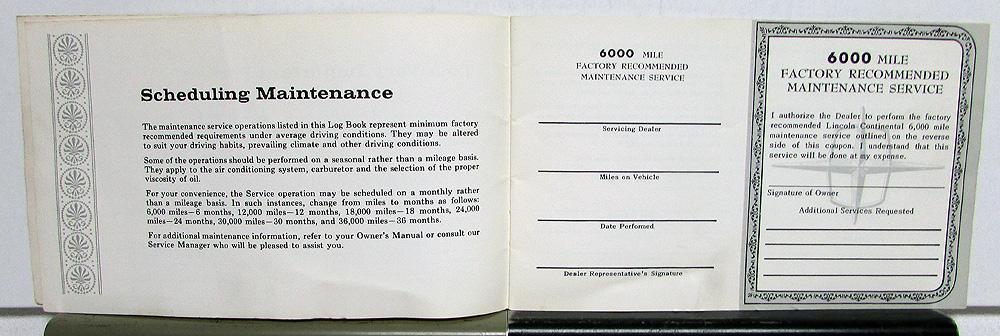 Scheduling Maintenance
The maintenance service operations listed in this Log Book represent minimum factory
recommended requirements under average driving conditions. They may be altered
to suit your driving habits, prevailing climate and other driving conditions.
Some of the operations should be performed on a seasonal rather than a mileage basis.
They apply to the air conditioning system, carburetor and the selection of the proper
viscosity of oil.
For your convenience, the Service operation may be scheduled on a monthly rather
than a mileage basis. In such instances, change from miles to months as follows:
6,000 miles—6 months, 12,000 miles—12 months, 18,000 miles—18 months, 24,000
miles—24 months, 30,000 miles—30 months, and 36,000 miles—36 months.
For additional maintenance information, refer to your Owner's Manual or consult our
Service Manager who will be pleased to assist you.
6000 MILE
FACTORY RECOMMENDED
MAINTENANCE SERVICE
Servicing Dealer
Miles on Vehicle
Date Performed
Dealer Representative's Signature
6000 MILE
FACTORY RECOMMENDED
MAINTENANCE SERVICE
I authorize the Dealer to perform the factory
recommended Lincoln Continental 6,000 mile
maintenance service outlined on the reverse
side of this coupon. I understand that this
service will be done at my expense.
Signature of Owner
Additional Services Requested